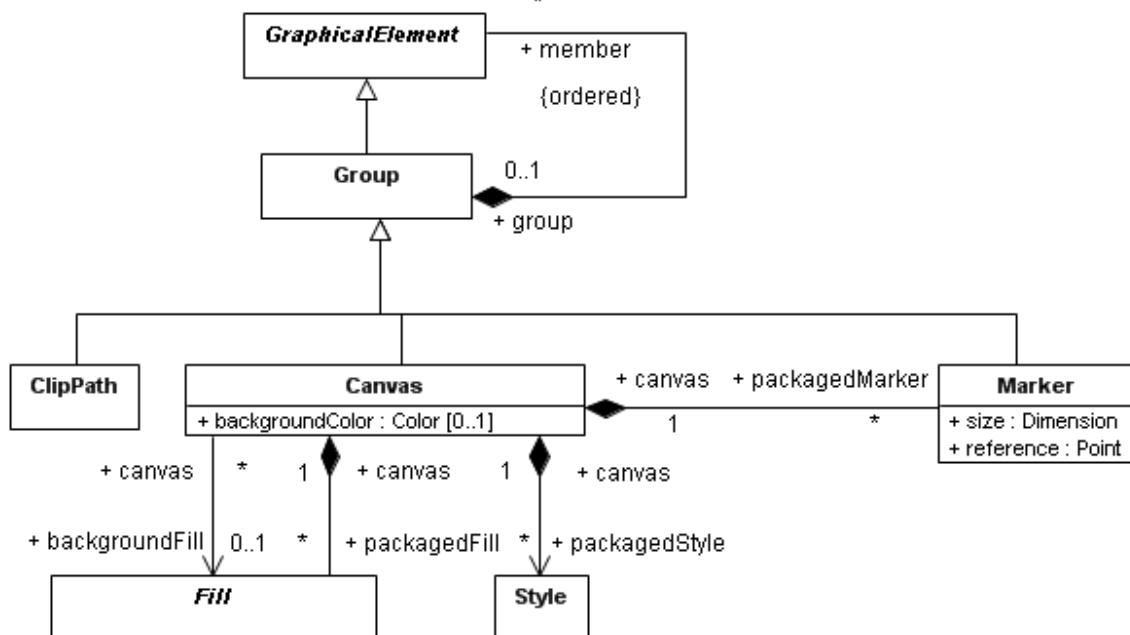 GraphicalElement
+ member
{ordered}
Group
0..1
+ group
ClipPath
Canvas
+ backgroundColor : Color [0..1]
+ canvas
+ packagedMarker
1
*
Marker
+ size : Dimension
+ reference : Point
+ canvas
*
1
+ canvas
1
+ canvas
+ backgroundFill
0..1
*
+ packagedFill
*
+ packagedStyle
Fill
Style